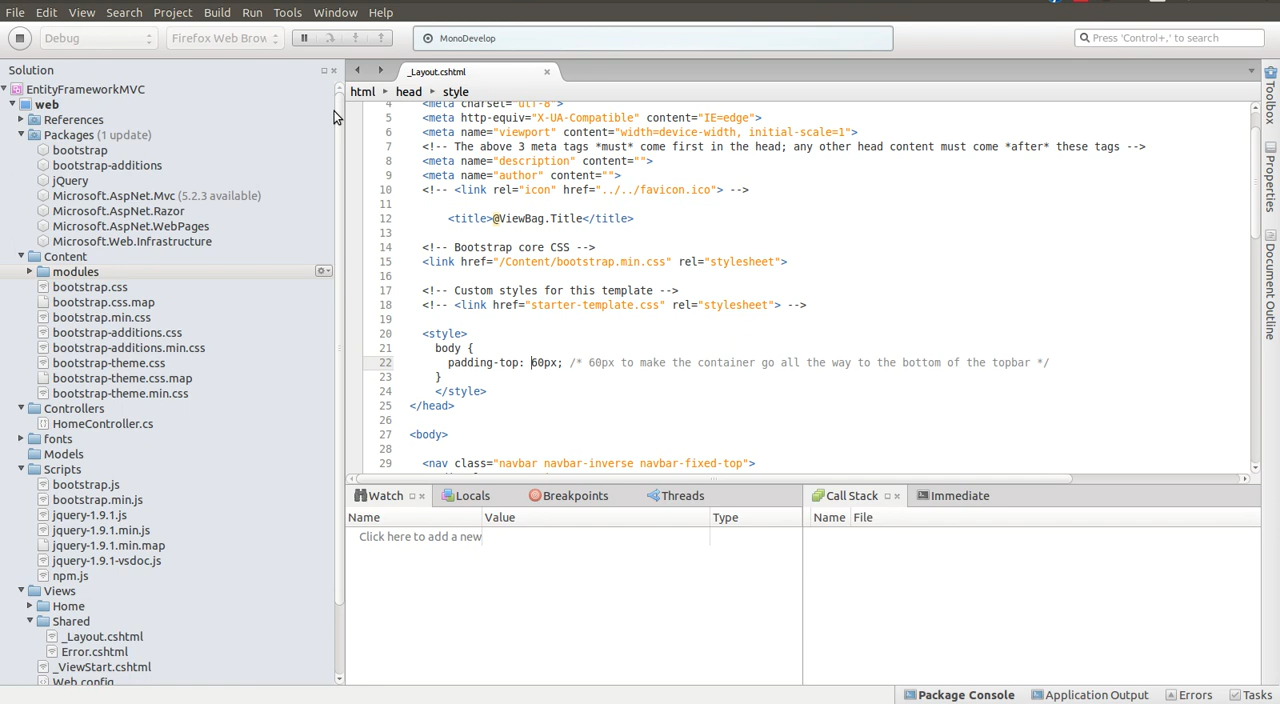 File Edit View Search Project Build Run Tools Window Help
Debug Firefox Web Brow MonoDevelop Press 'Control+,' to search
Solution
EntityFrameworkMVC
web
References
Packages (1 update)
bootstrap
bootstrap-additions
jQuery
Microsoft.AspNet.Mvc (5.2.3 available)
Microsoft.AspNet.Razor
Microsoft.AspNet.WebPages
Microsoft.Web.Infrastructure
Content
modules
bootstrap.css
bootstrap.css.map
bootstrap.min.css
bootstrap-additions.css
bootstrap-additions.min.css
bootstrap-theme.css
bootstrap-theme.css.map
bootstrap-theme.min.css
Controllers
HomeController.cs
fonts
Models
Scripts
bootstrap.js
bootstrap.min.js
jquery-1.9.1.js
jquery-1.9.1.min.js
jquery-1.9.1.min.map
jquery-1.9.1-vsdoc.js
npm.js
Views
Home
Shared
_Layout.cshtml
Error.cshtml
_ViewStart.cshtml
Web.config
_Layout.cshtml
html head style
4 <meta charset="utf-8">
5 <meta http-equiv="X-UA-Compatible" content="IE=edge">
6 <meta name="viewport" content="width=device-width, initial-scale=1">
7 <!-- The above 3 meta tags *must* come first in the head; any other head content must come *after* these tags -->
8 <meta name="description" content="">
9 <meta name="author" content="">
10 <!-- <link rel="icon" href="../../favicon.ico"> -->
11
12 <title>@ViewBag.Title</title>
13
14 <!-- Bootstrap core CSS -->
15 <link href="/Content/bootstrap.min.css" rel="stylesheet">
16
17 <!-- Custom styles for this template -->
18 <!-- <link href="starter-template.css" rel="stylesheet"> -->
19
20 <style>
21 body {
22 padding-top: 60px; /* 60px to make the container go all the way to the bottom of the topbar */
23 }
24 </style>
25 </head>
26
27 <body>
28
29 <nav class="navbar navbar-inverse navbar-fixed-top">
Watch Locals Breakpoints Threads
Name Value Type
Click here to add a new
Call Stack Immediate
Name File
Toolbox
Properties
Document Outline
Package Console Application Output Errors Tasks